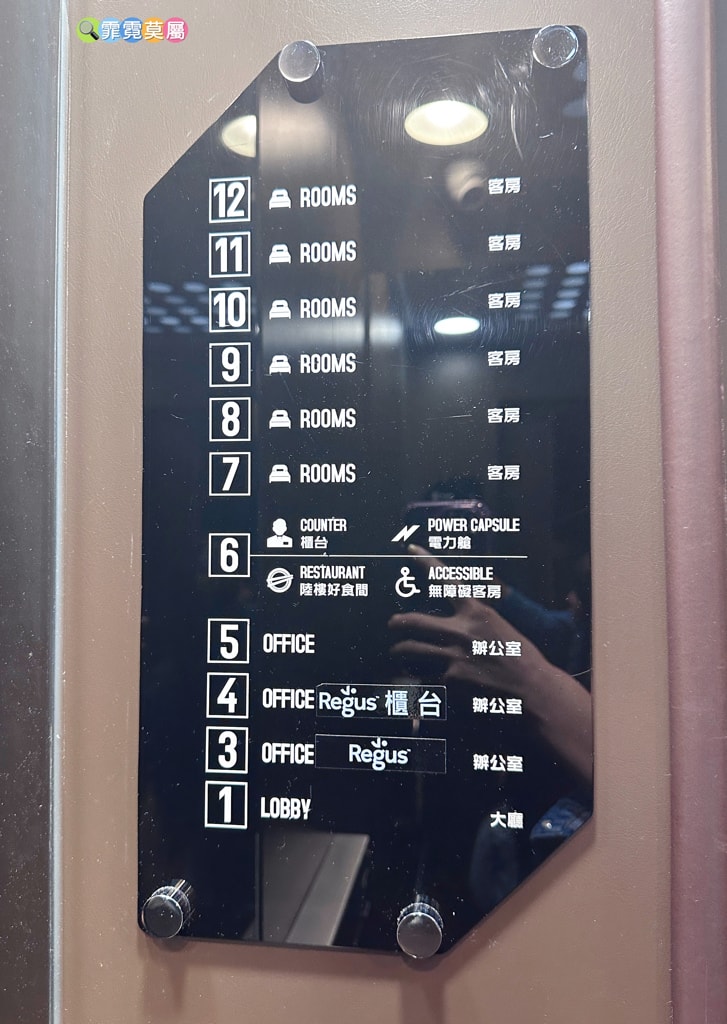 霏霓莫屬
12 ROOMS 客房
11 ROOMS 客房
10 ROOMS 客房
9 ROOMS 客房
8 ROOMS 客房
7 ROOMS 客房
6 COUNTER 櫃台 POWER CAPSULE 電力艙
RESTAURANT 陸樓好食間 ACCESSIBLE 無障礙客房
5 OFFICE 辦公室
4 OFFICE Regus™ 櫃台 辦公室
3 OFFICE Regus™ 辦公室
1 LOBBY 大廳